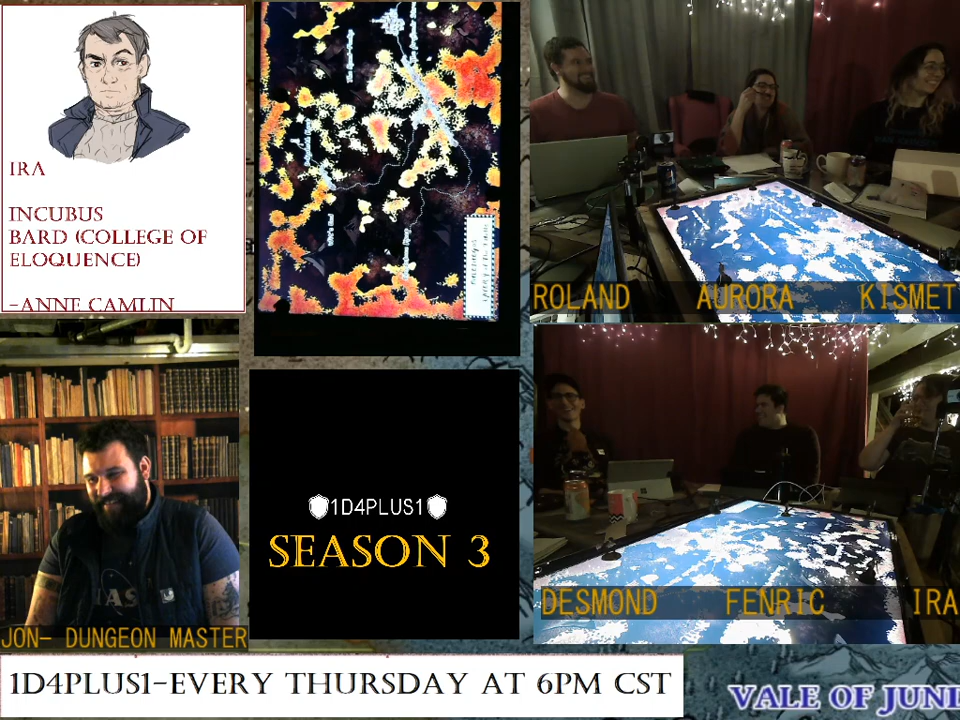 IRA
INCUBUS
BARD (COLLEGE OF
ELOQUENCE)
-ANNE CAMLIN
ROLAND AURORA KISMET
1D4PLUS1
SEASON 3
DESMOND FENRIC IRA
JON- DUNGEON MASTER
1D4PLUS1-EVERY THURSDAY AT 6PM CST
VALE OF JUNE